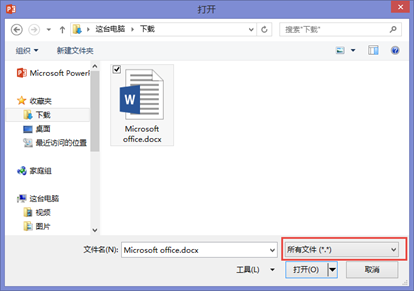 打开
这台电脑
下载
搜索"下载"
组织
新建文件夹
Microsoft PowerP
收藏夹
下载
桌面
最近访问的位置
家庭组
这台电脑
视频
图片
W
Microsoft
office.docx
文件名(N):
Microsoft office.docx
所有文件 (*.*)
工具(L)
打开(O)
取消